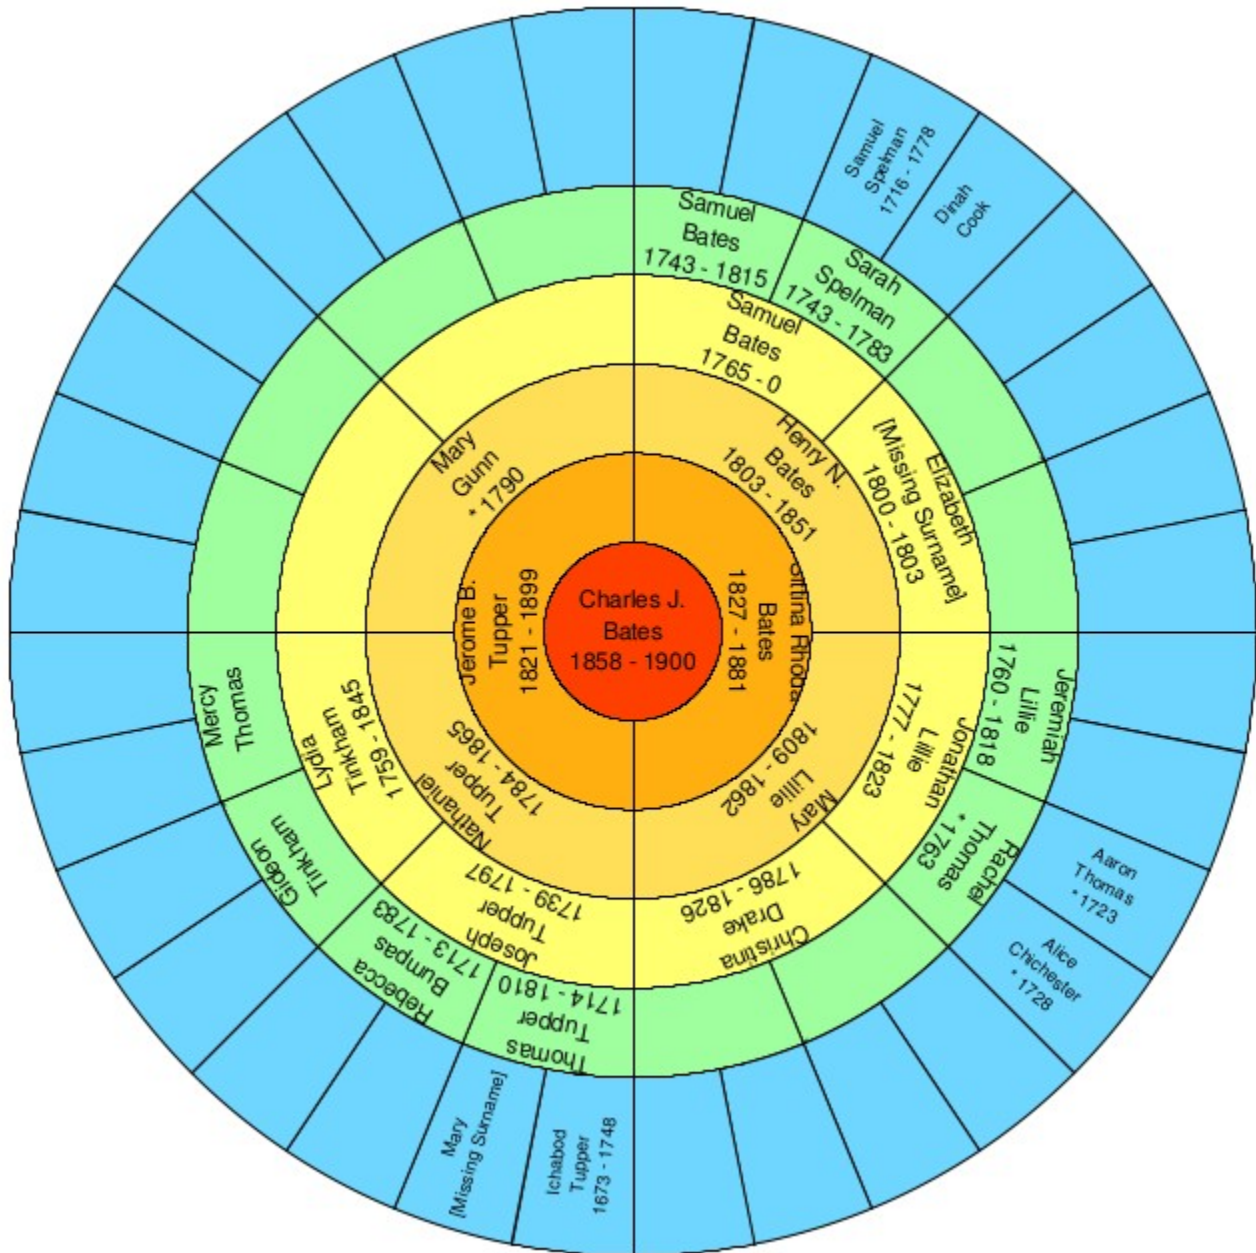 Charles J.
Bates
1858 - 1900
Sittina Rhoda
Bates
1827 - 1881
Jerome B.
Tupper
1821 - 1899
Henry N.
Bates
1803 - 1851
Mary
Lillie
1809 - 1862
Nathaniel
Tupper
1784 - 1865
Mary
Gunn
* 1790
Samuel
Bates
1765 - 0
Elizabeth
[Missing Surname]
1800 - 1803
Jonathan
Lillie
1777 - 1823
Christina
Drake
1786 - 1826
Joseph
Tupper
1739 - 1797
Lydia
Tinkham
1759 - 1845
Samuel
Bates
1743 - 1815
Sarah
Spelman
1743 - 1783
Jeremiah
Lillie
1760 - 1818
Rachel
Thomas
* 1763
Thomas
Tupper
1714 - 1810
Rebecca
Bumpas
1713 - 1783
Gideon
Tinkham
Mercy
Thomas
Samuel
Spelman
1716 - 1778
Dinah
Cook
Aaron
Thomas
* 1723
Alice
Chichester
* 1728
Ichabod
Tupper
1673 - 1748
Mary
[Missing Surname]